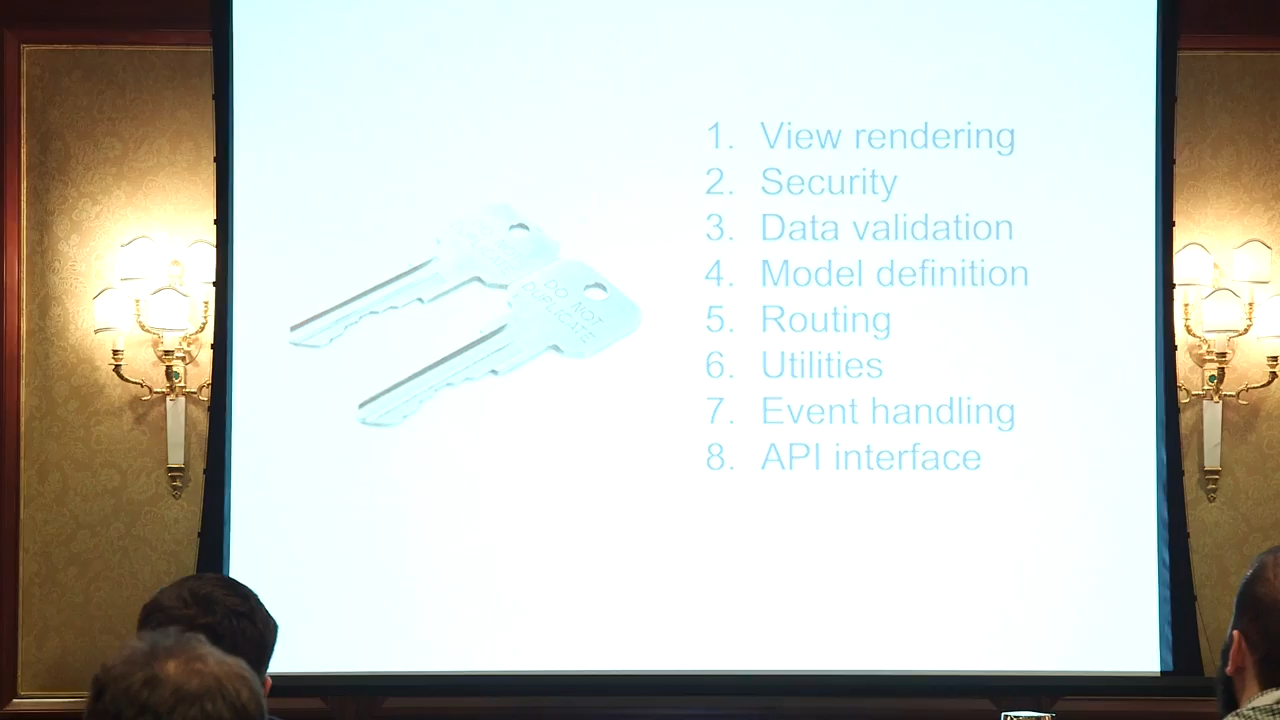 1. View rendering
2. Security
3. Data validation
4. Model definition
5. Routing
6. Utilities
7. Event handling
8. API interface
DO NOT
DUPLICATE